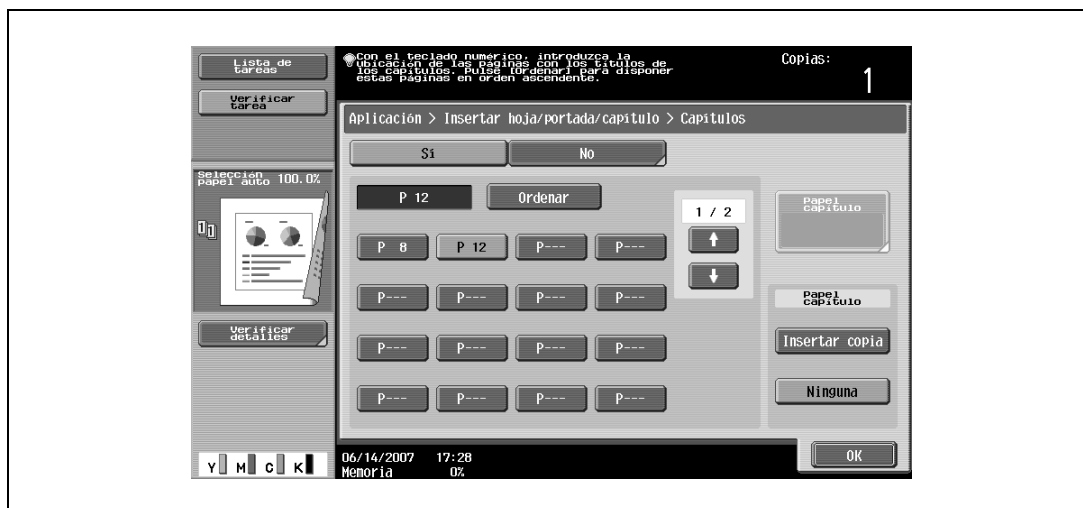 Lista de
tareas
Verificar
tarea
Con el teclado numérico, introduzca la
ubicación de las páginas con los títulos de
los capítulos. Pulse [Ordenar] para disponer
estas páginas en orden ascendente.
Copias:
1
Aplicación > Insertar hoja/portada/capítulo > Capítulos
Sí No
Selección
papel auto 100.0%
P 12 Ordenar
1 / 2
Papel
capítulo
P 8 P 12 P--- P---
P--- P--- P--- P---
Papel
capítulo
Verificar
detalles
P--- P--- P--- P---
Insertar copia
P--- P--- P--- P---
Ninguna
Y M C K
06/14/2007 17:28
Memoria 0%
OK